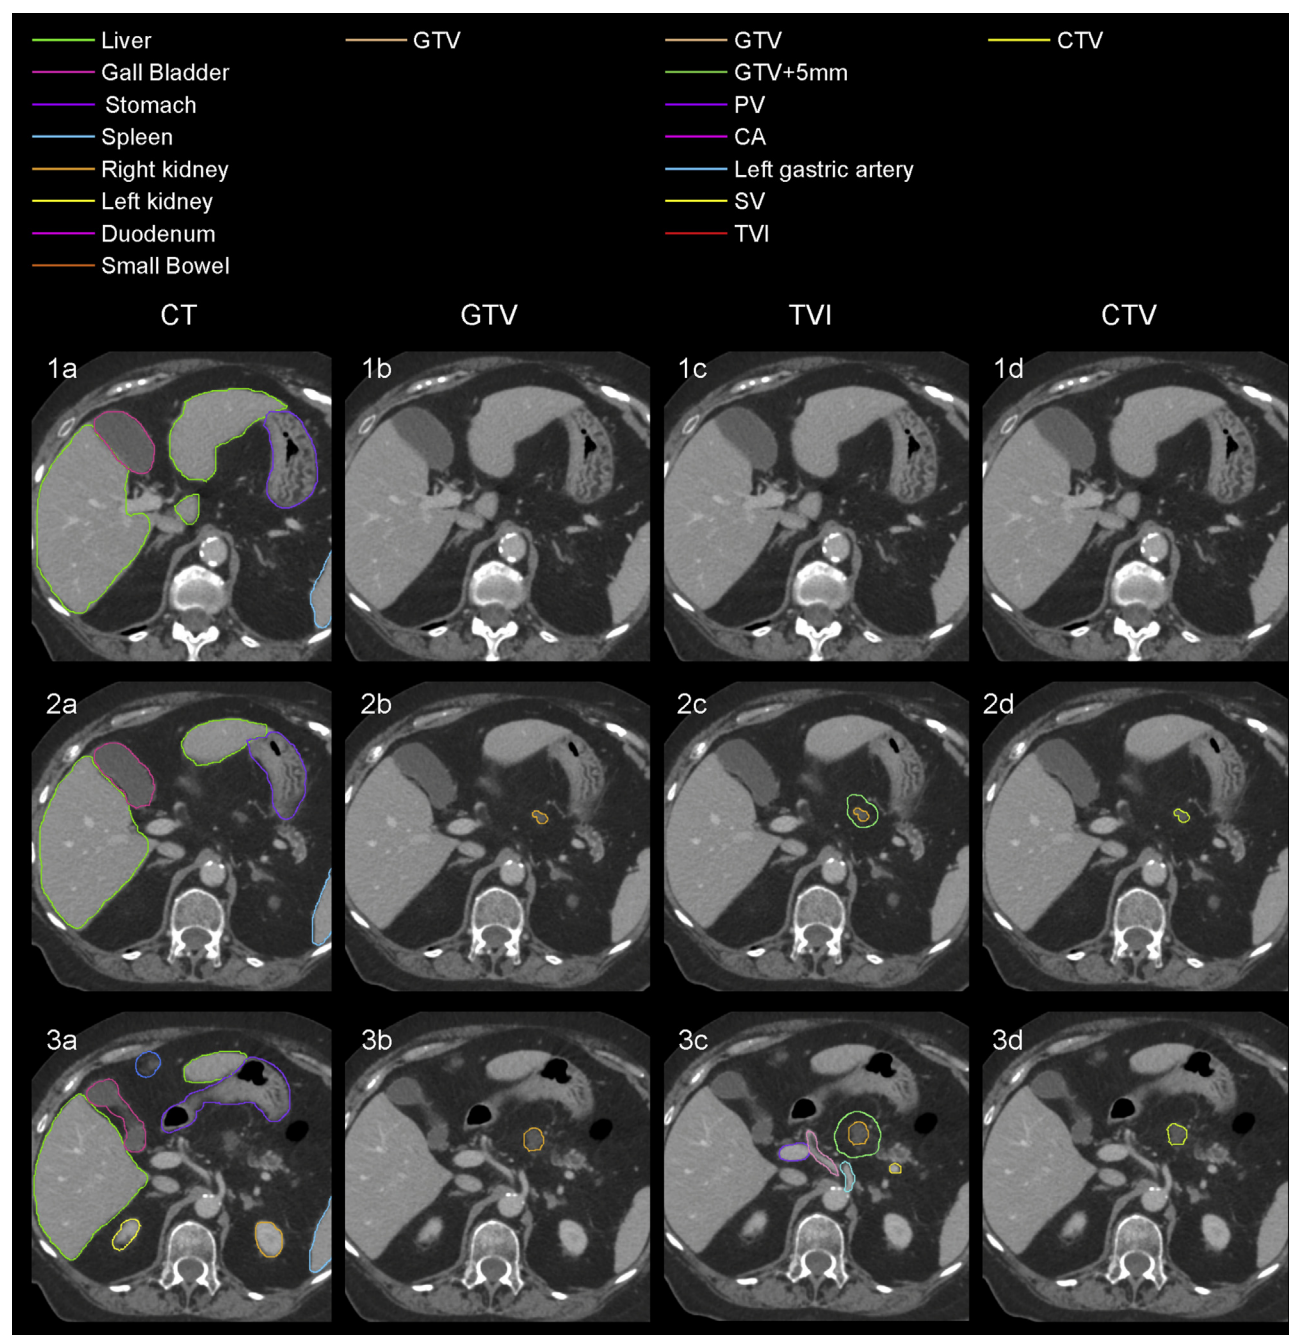 Liver
Gall Bladder
Stomach
Spleen
Right kidney
Left kidney
Duodenum
Small Bowel
GTV
GTV
GTV+5mm
PV
CA
Left gastric artery
SV
TVI
CTV
CT GTV TVI CTV
1a 1b 1c 1d
2a 2b 2c 2d
3a 3b 3c 3d